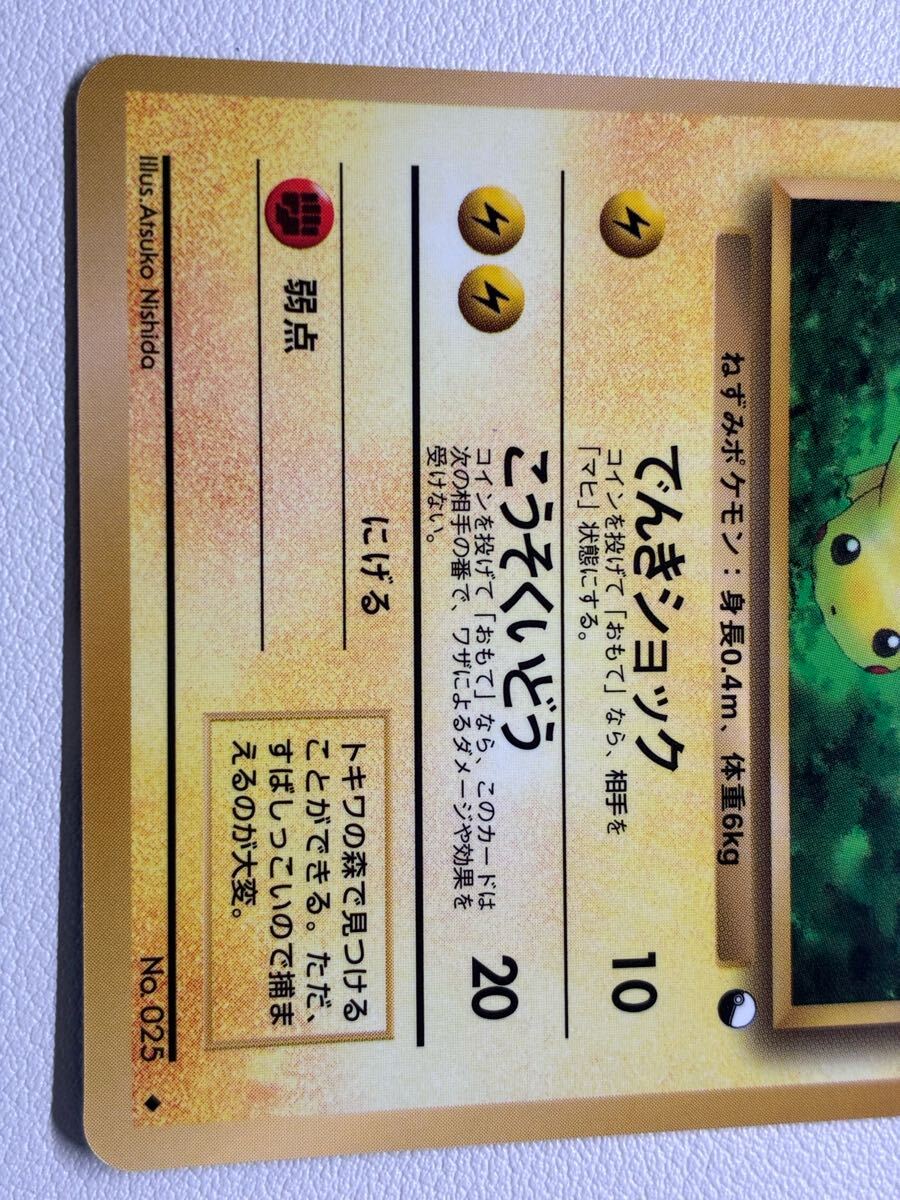 ねずみポケモン：身長0.4m、体重6kg
でんきショック 10
コインを投げて「おもて」なら、相手を
「マヒ」状態にする。
こうそくいどう 20
コインを投げて「おもて」なら、このカードは
次の相手の番で、ワザによるダメージや効果を
受けない。
にげる
弱点
トキワの森で見つける
ことができる。ただ、
すばしっこいので捕ま
えるのが大変。
Illus.Atsuko Nishida
No.025